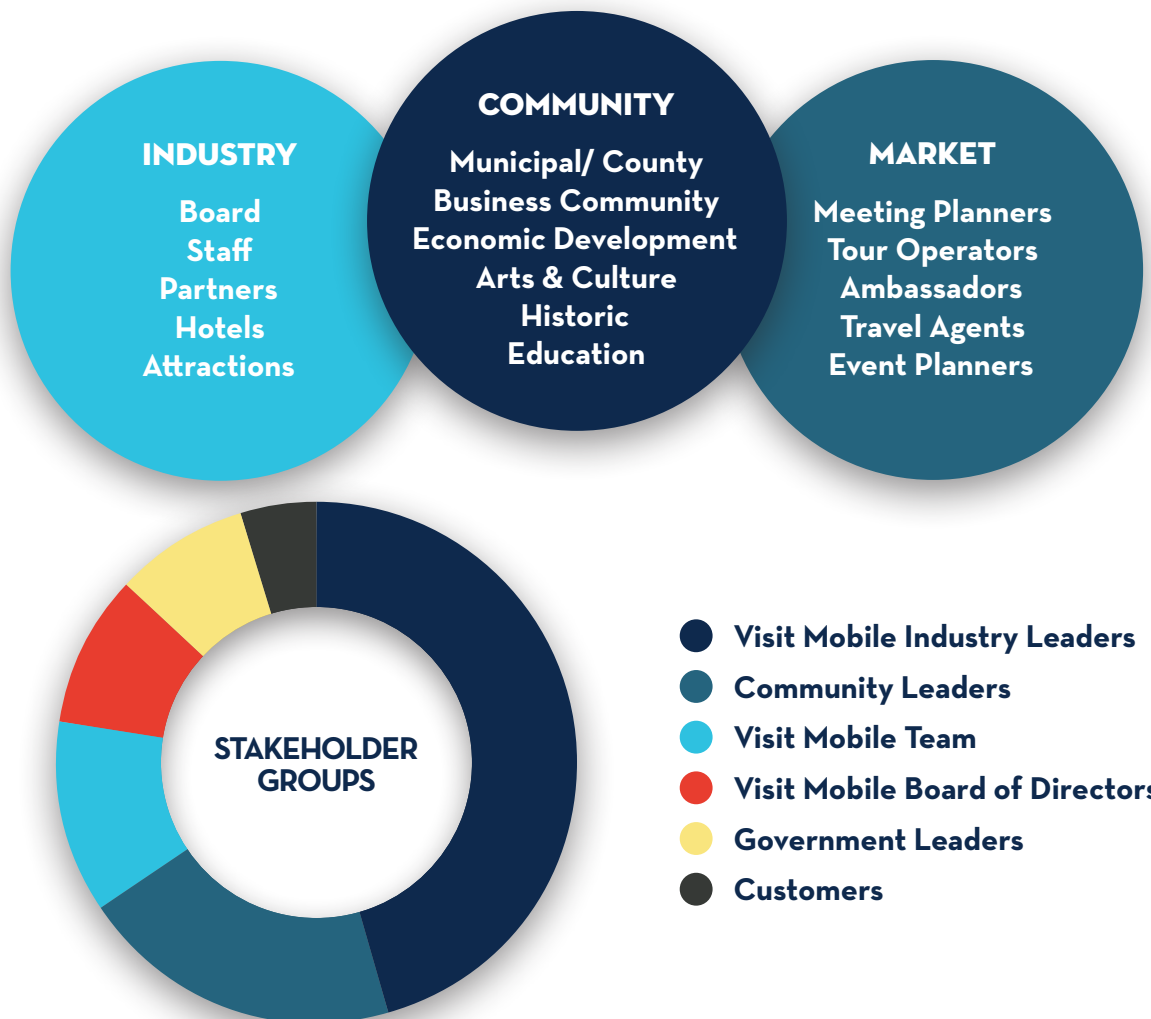 INDUSTRY
Board
Staff
Partners
Hotels
Attractions
COMMUNITY
Municipal/ County
Business Community
Economic Development
Arts & Culture
Historic
Education
MARKET
Meeting Planners
Tour Operators
Ambassadors
Travel Agents
Event Planners
STAKEHOLDER
GROUPS
Visit Mobile Industry Leaders
Community Leaders
Visit Mobile Team
Visit Mobile Board of Directors
Government Leaders
Customers